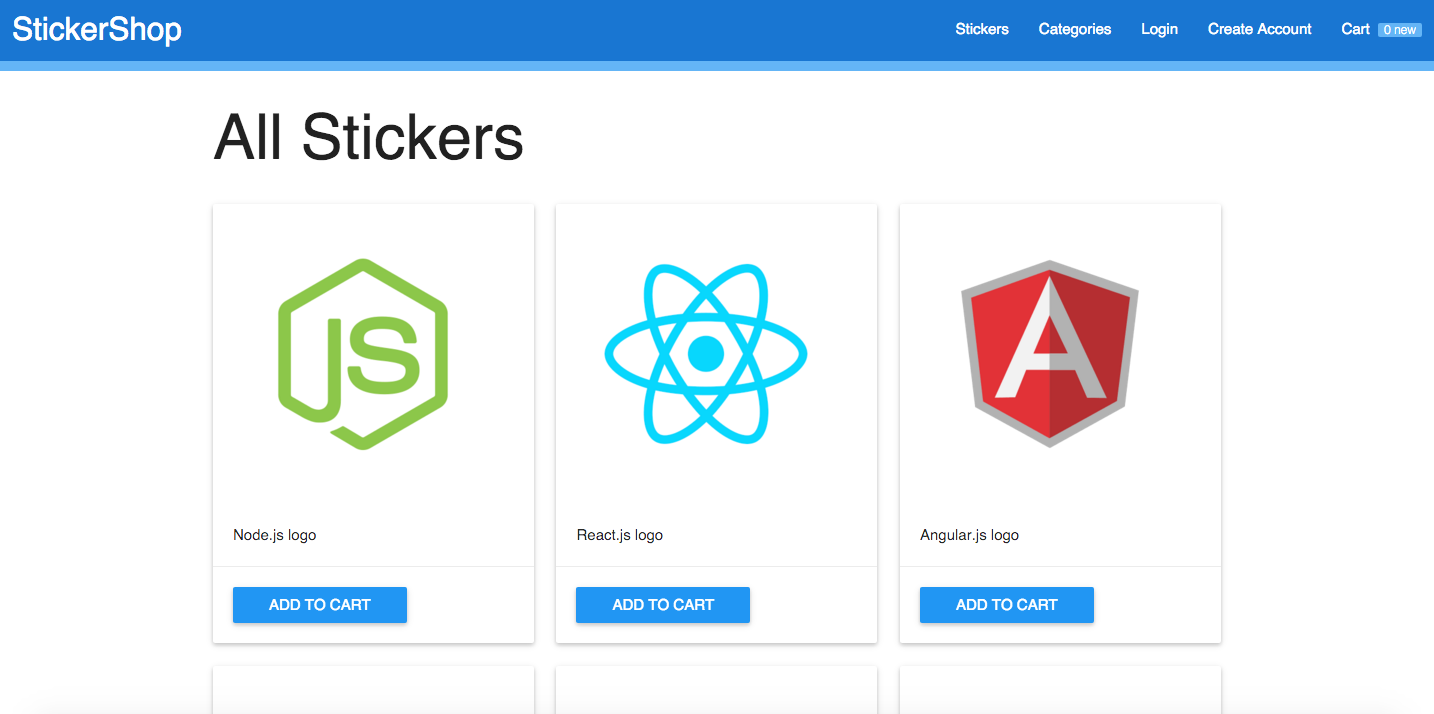 StickerShop
Stickers Categories Login Create Account Cart 0 new
All Stickers
JS
A
Node.js logo React.js logo Angular.js logo
ADD TO CART ADD TO CART ADD TO CART